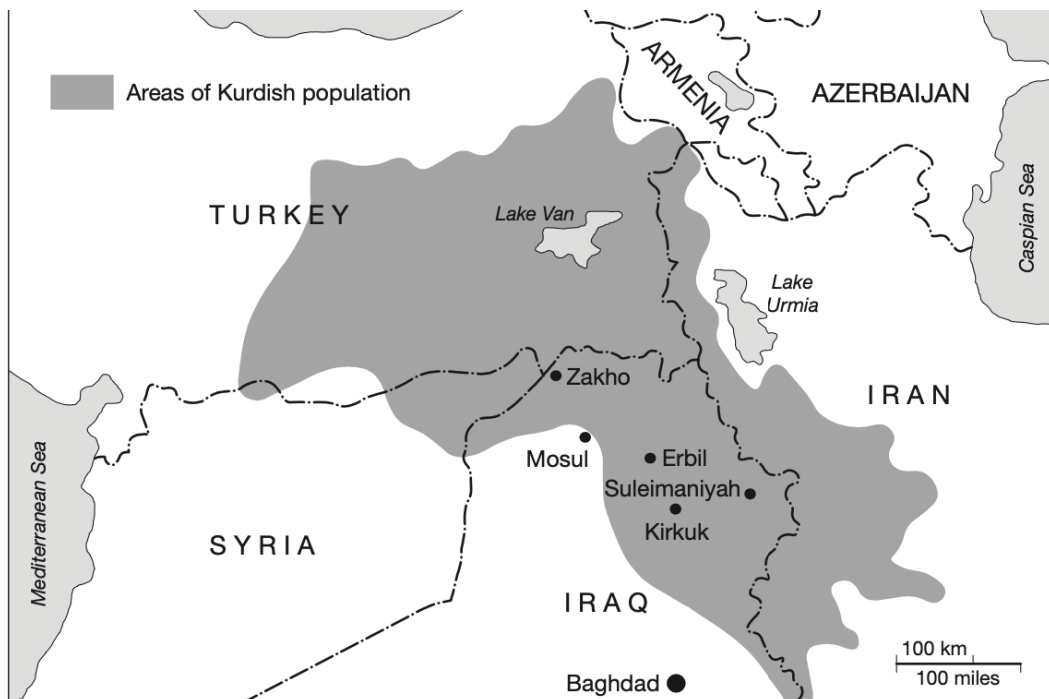 Areas of Kurdish population
ARMENIA
AZERBAIJAN
TURKEY
Lake Van
Caspian Sea
Lake
Urmia
Zakho
IRAN
Mosul
Erbil
Suleimaniyah
Kirkuk
Mediterranean Sea
SYRIA
IRAQ
100 km
100 miles
Baghdad